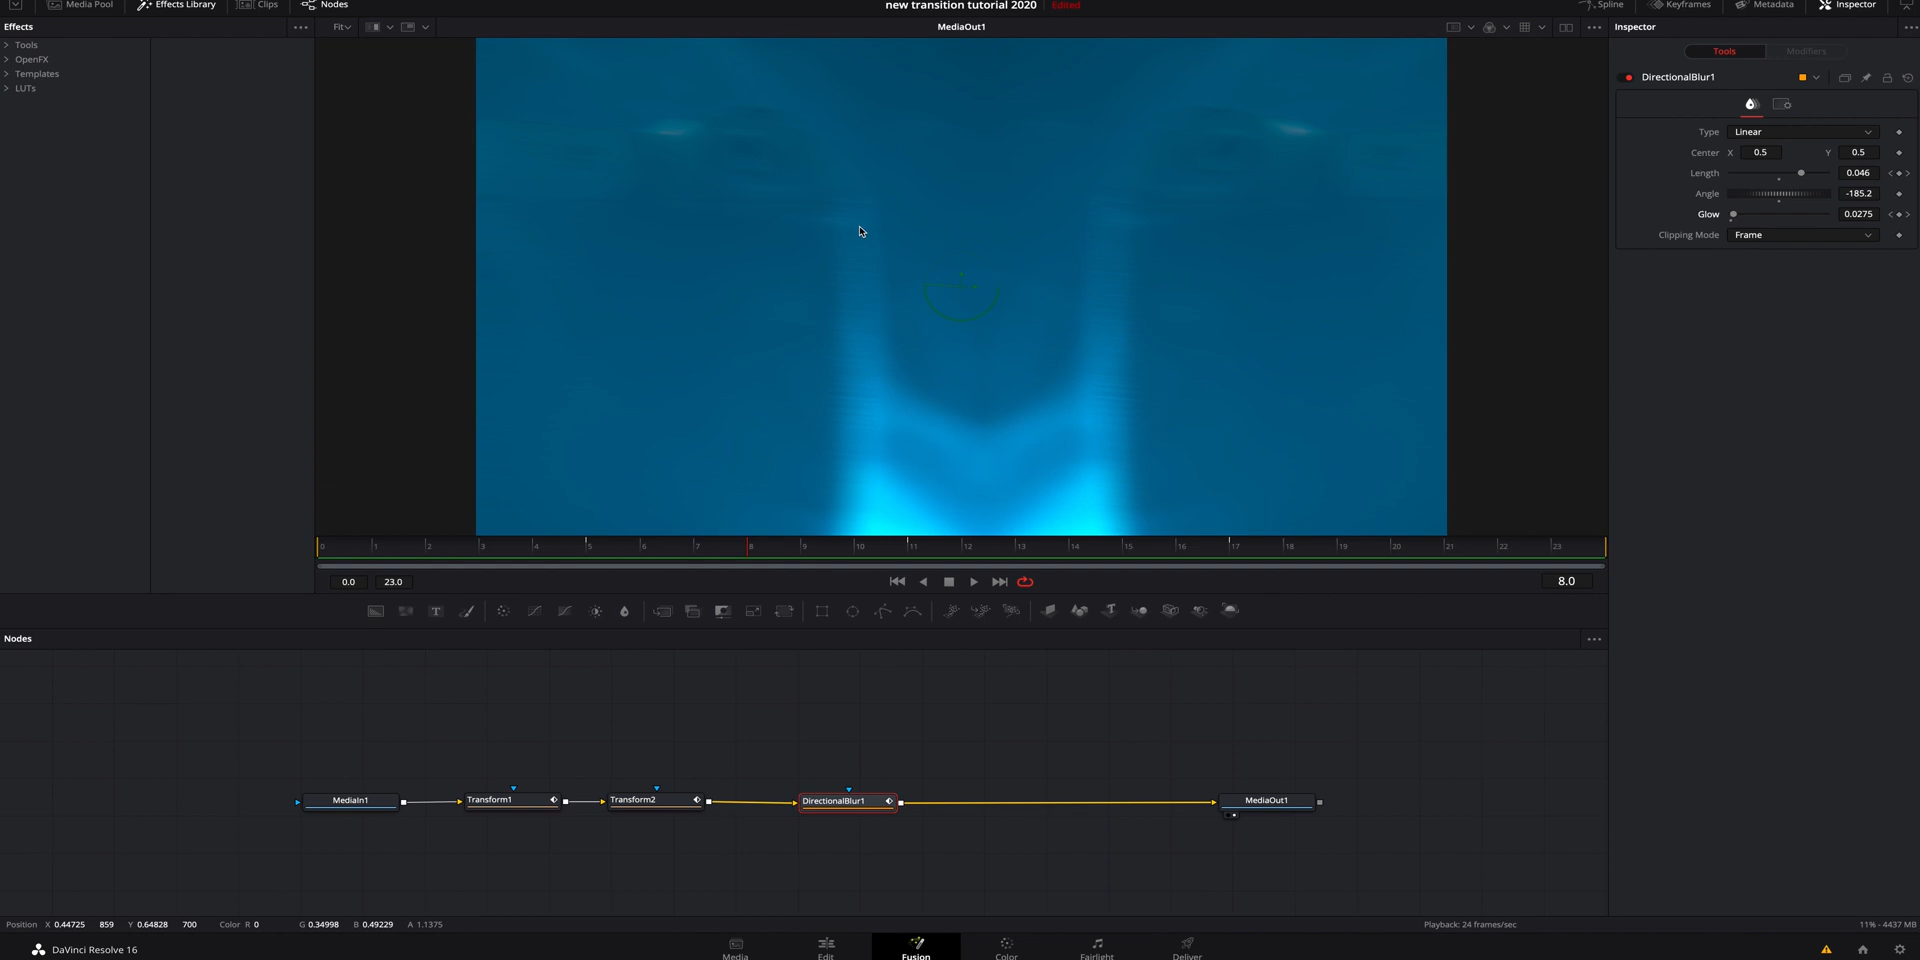 Media Pool Effects Library Clips Nodes new transition tutorial 2020 Edited Spline Keyframes Metadata Inspector
Effects Fit MediaOut1 Inspector
Tools
OpenFX
Templates
LUTs
Tools Modifiers
DirectionalBlur1
Type Linear
Center X 0.5 Y 0.5
Length 0.046
Angle -185.2
Glow 0.0275
Clipping Mode Frame
0 1 2 3 4 5 6 7 8 9 10 11 12 13 14 15 16 17 18 19 20 21 22 23
0.0 23.0 8.0
Nodes
MediaIn1 Transform1 Transform2 DirectionalBlur1 MediaOut1
Position X 0.44725 859 Y 0.64828 700 Color R 0 G 0.34998 B 0.49229 A 1.1375 Playback: 24 frames/sec 11% - 4437 MB
DaVinci Resolve 16
Media Edit Fusion Color Fairlight Deliver